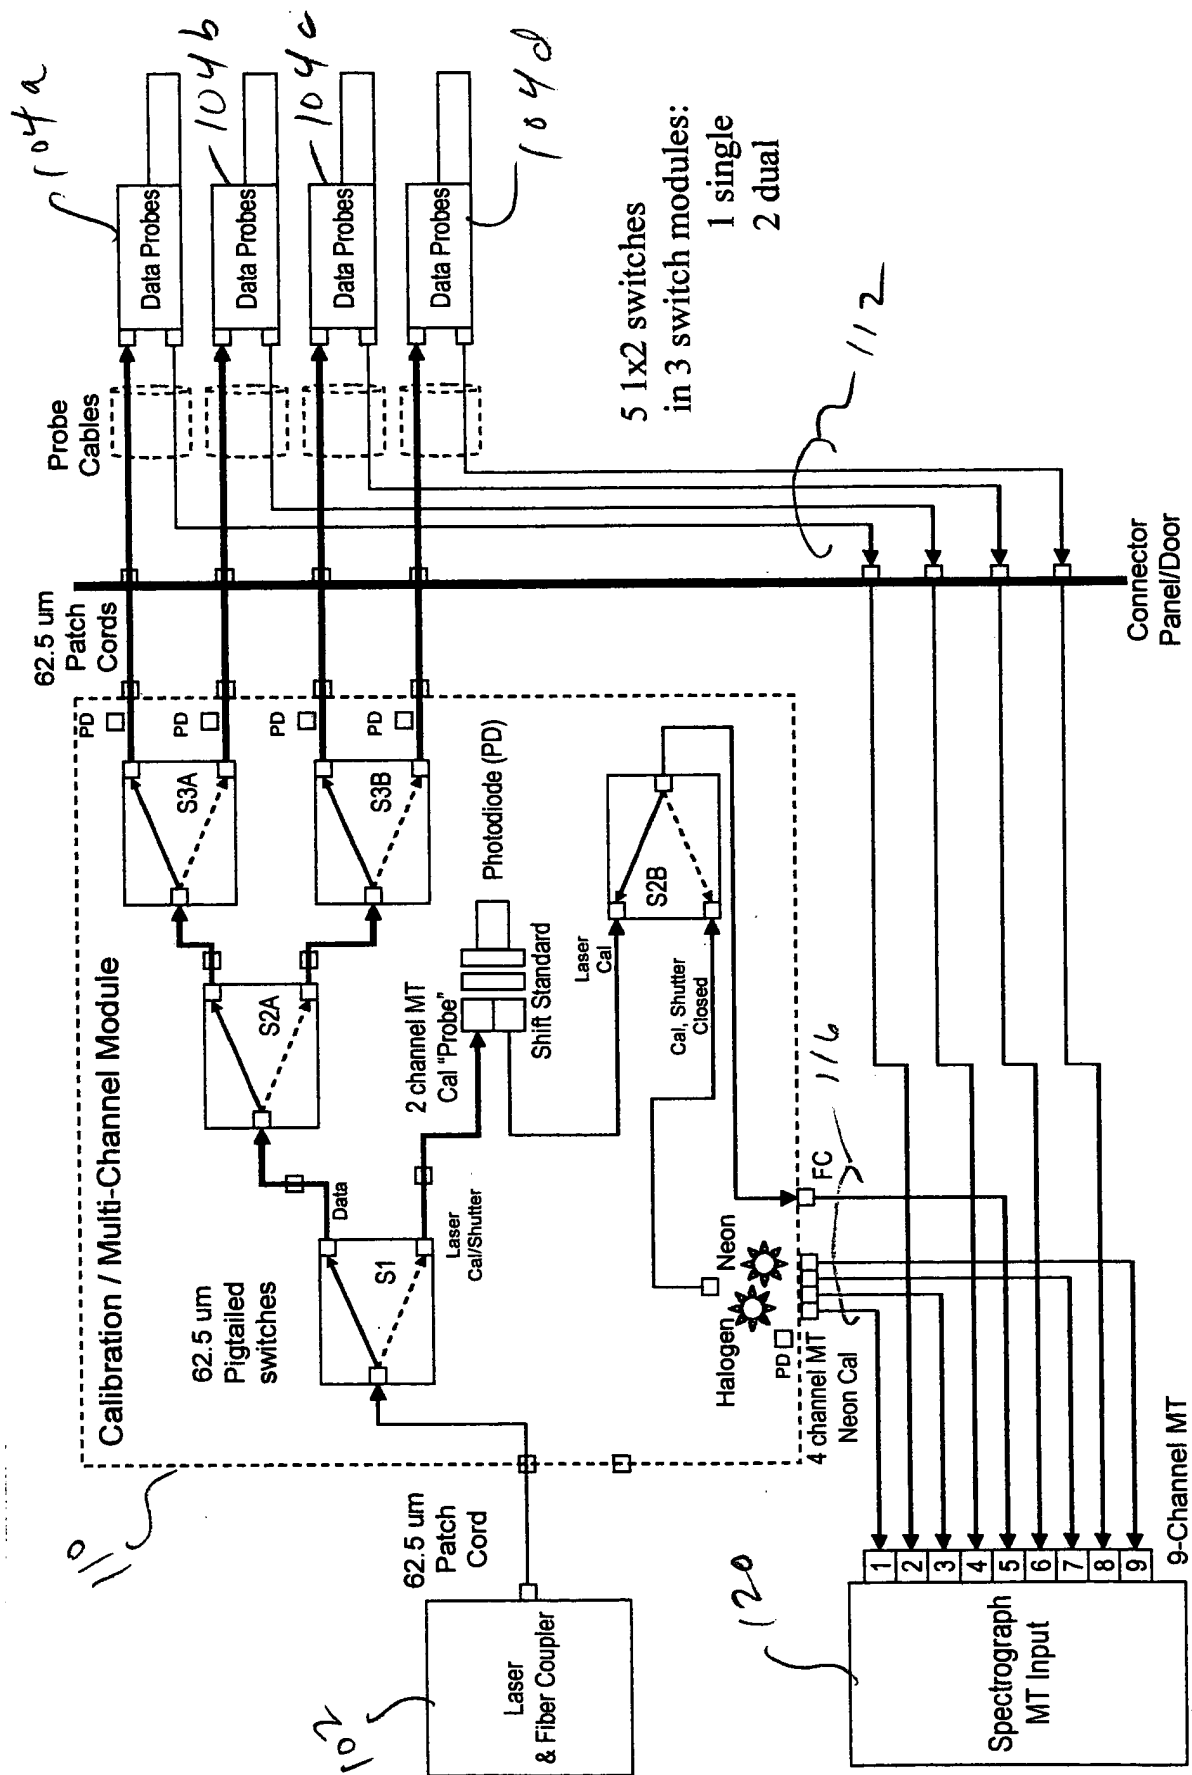 110
Calibration / Multi-Channel Module
62.5 um
Patch
Cords
Probe
Cables
104a
104b
104c
104d
PD
PD
PD
PD
S3A
S3B
Data Probes
Data Probes
Data Probes
Data Probes
62.5 um
Pigtailed
switches
S2A
Data
S1
Laser
Cal/Shutter
2 channel MT
Cal "Probe"
Shift Standard
Photodiode (PD)
5 1x2 switches
in 3 switch modules:
1 single
2 dual
102
Laser
& Fiber Coupler
62.5 um
Patch
Cord
Laser
Cal
S2B
Cal, Shutter
Closed
Halogen
Neon
PD
4 channel MT
Neon Cal
FC
116
112
120
Spectrograph
MT Input
1
2
3
4
5
6
7
8
9
9-Channel MT
Connector
Panel/Door